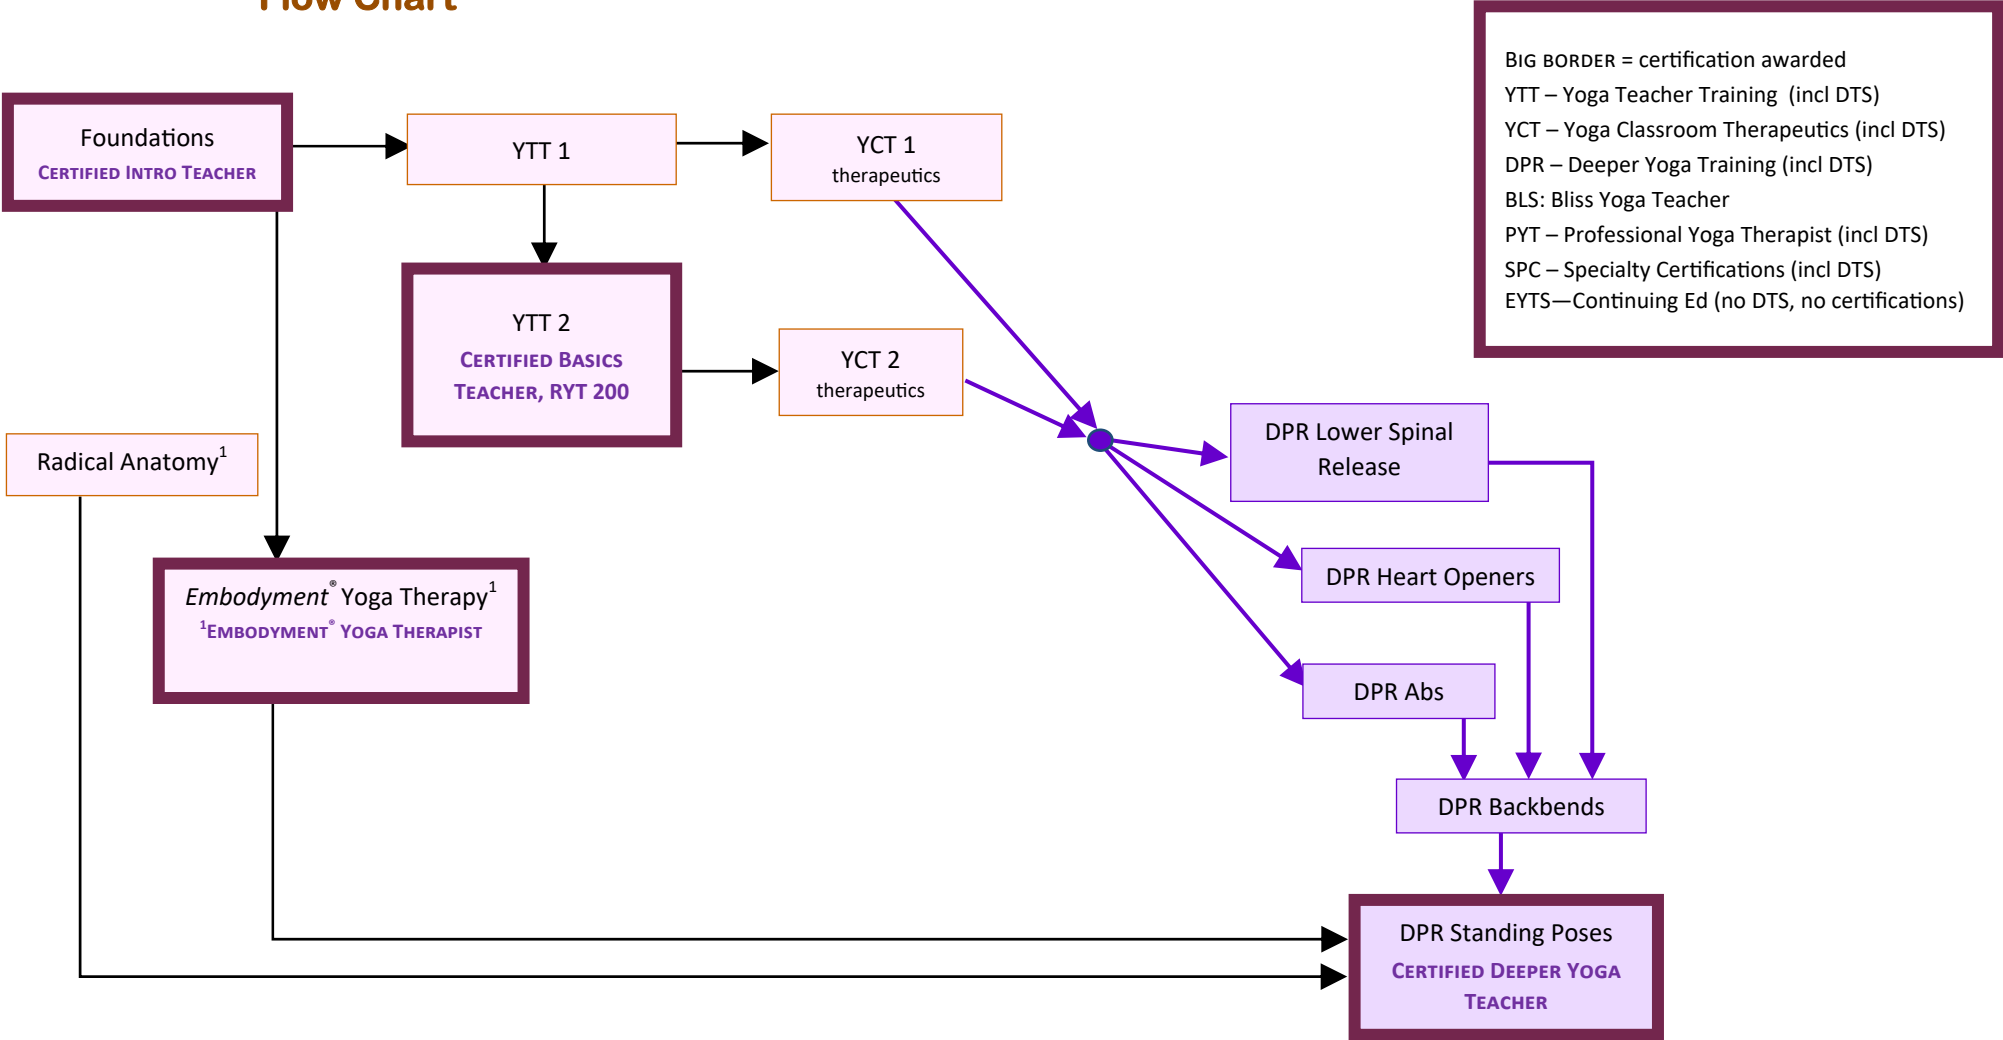 Flow Chart
BIG BORDER = certification awarded
YTT – Yoga Teacher Training (incl DTS)
YCT – Yoga Classroom Therapeutics (incl DTS)
DPR – Deeper Yoga Training (incl DTS)
BLS: Bliss Yoga Teacher
PYT – Professional Yoga Therapist (incl DTS)
SPC – Specialty Certifications (incl DTS)
EYTS—Continuing Ed (no DTS, no certifications)
Foundations
CERTIFIED INTRO TEACHER
YTT 1
YCT 1
therapeutics
YTT 2
CERTIFIED BASICS
TEACHER, RYT 200
YCT 2
therapeutics
Radical Anatomy¹
DPR Lower Spinal
Release
Embodyment® Yoga Therapy¹
¹EMBODYMENT® YOGA THERAPIST
DPR Heart Openers
DPR Abs
DPR Backbends
DPR Standing Poses
CERTIFIED DEEPER YOGA
TEACHER